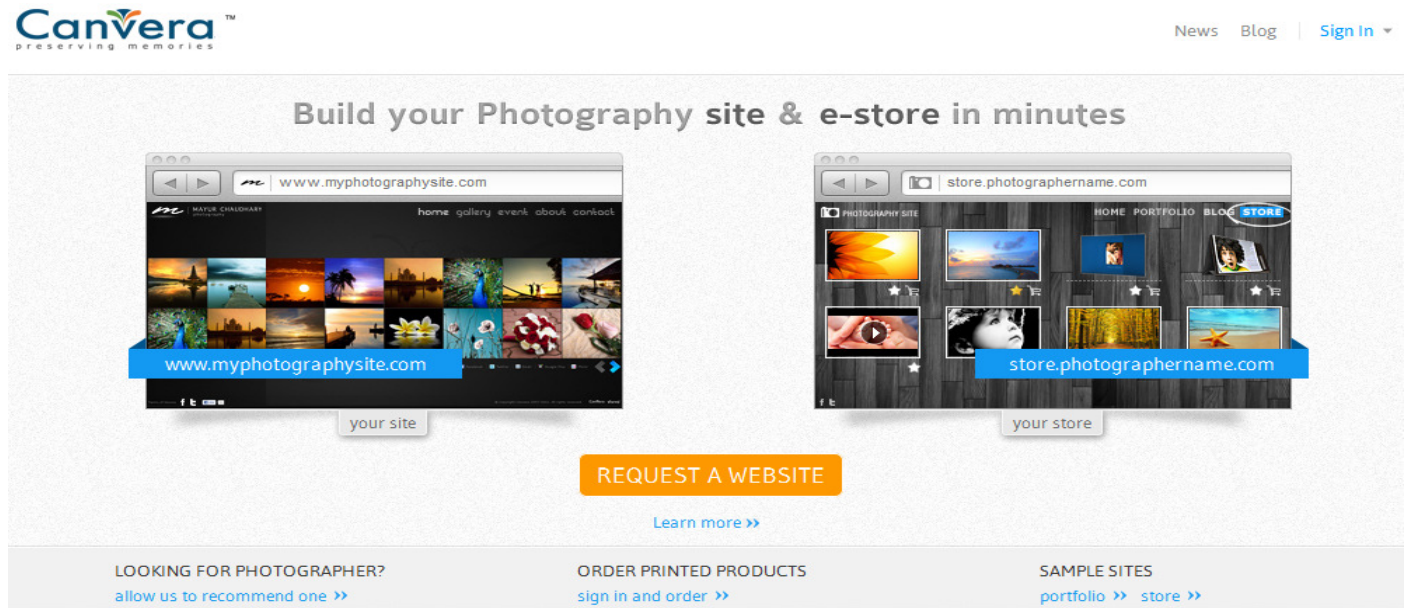 Canvera ™
preserving memories
News Blog Sign In
Build your Photography site & e-store in minutes
www.myphotographysite.com
MAYUR CHAUDHARY
photography
home gallery event about contact
www.myphotographysite.com
your site
store.photographername.com
PHOTOGRAPHY SITE
HOME PORTFOLIO BLOG STORE
store.photographername.com
your store
REQUEST A WEBSITE
Learn more ››
LOOKING FOR PHOTOGRAPHER?
allow us to recommend one ››
ORDER PRINTED PRODUCTS
sign in and order ››
SAMPLE SITES
portfolio ›› store ››